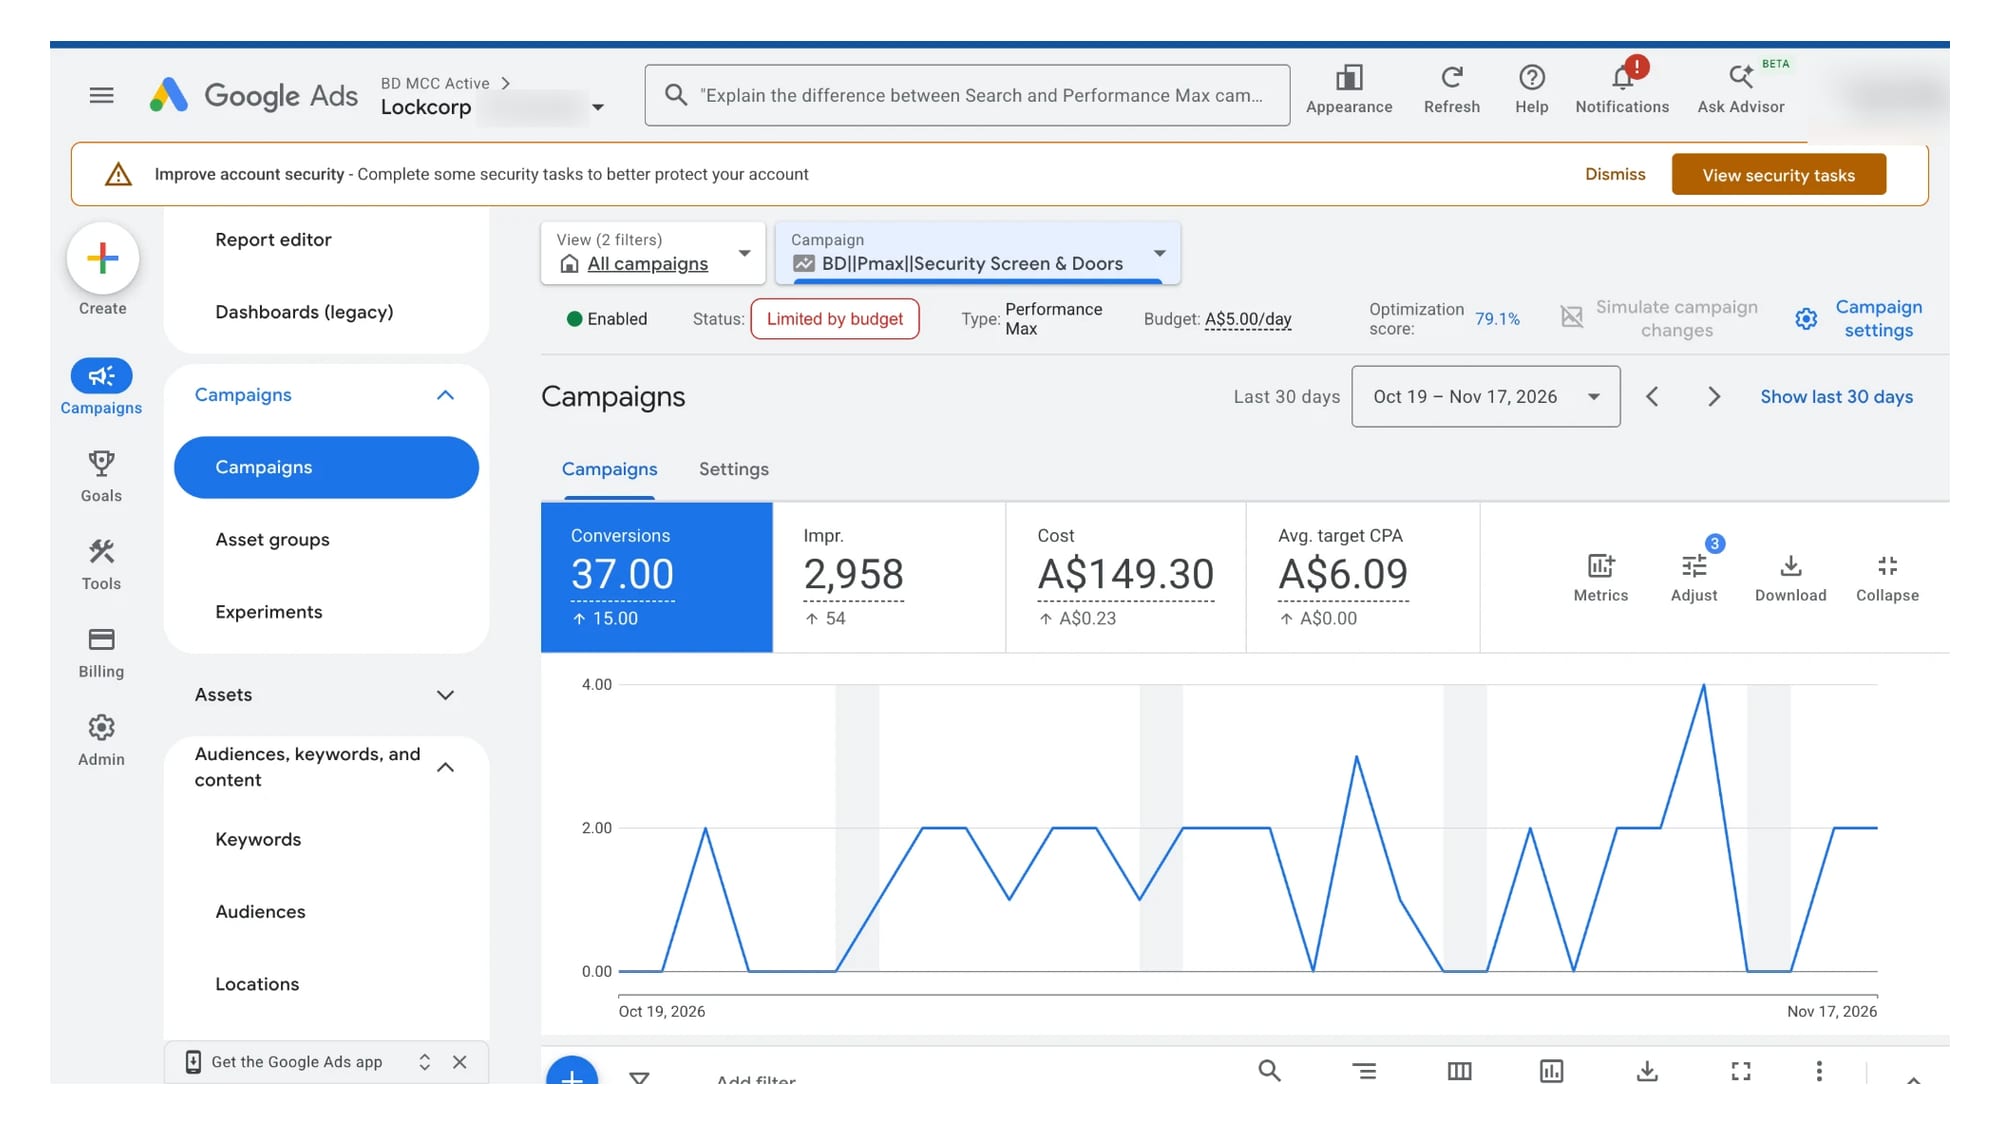 Google Ads
BD MCC Active
Lockcorp
"Explain the difference between Search and Performance Max cam...
Appearance
Refresh
Help
!
Notifications
BETA
Ask Advisor
Improve account security - Complete some security tasks to better protect your account
Dismiss
View security tasks
Create
Campaigns
Goals
Tools
Billing
Admin
Report editor
Dashboards (legacy)
Campaigns
Campaigns
Asset groups
Experiments
Assets
Audiences, keywords, and
content
Keywords
Audiences
Locations
Get the Google Ads app
View (2 filters)
All campaigns
Campaign
BD||Pmax||Security Screen & Doors
Enabled
Status: Limited by budget
Type: Performance
Max
Budget: A$5.00/day
Optimization
score: 79.1%
Simulate campaign
changes
Campaign
settings
Campaigns
Last 30 days
Oct 19 – Nov 17, 2026
Show last 30 days
Campaigns
Settings
Conversions
37.00
↑ 15.00
Impr.
2,958
↑ 54
Cost
A$149.30
↑ A$0.23
Avg. target CPA
A$6.09
↑ A$0.00
Metrics
3
Adjust
Download
Collapse
4.00
2.00
0.00
Oct 19, 2026
Nov 17, 2026
Add filter